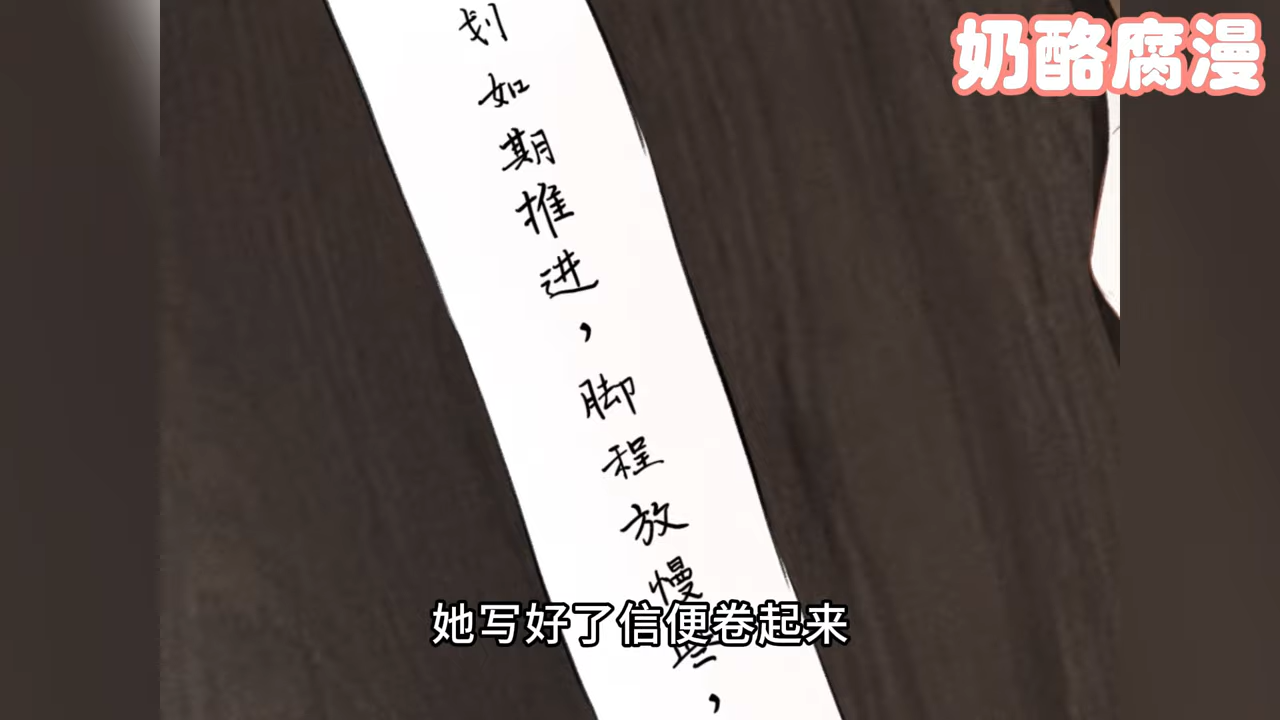 奶酪腐漫
划如期推进，脚程放慢些，
她写好了信便卷起来